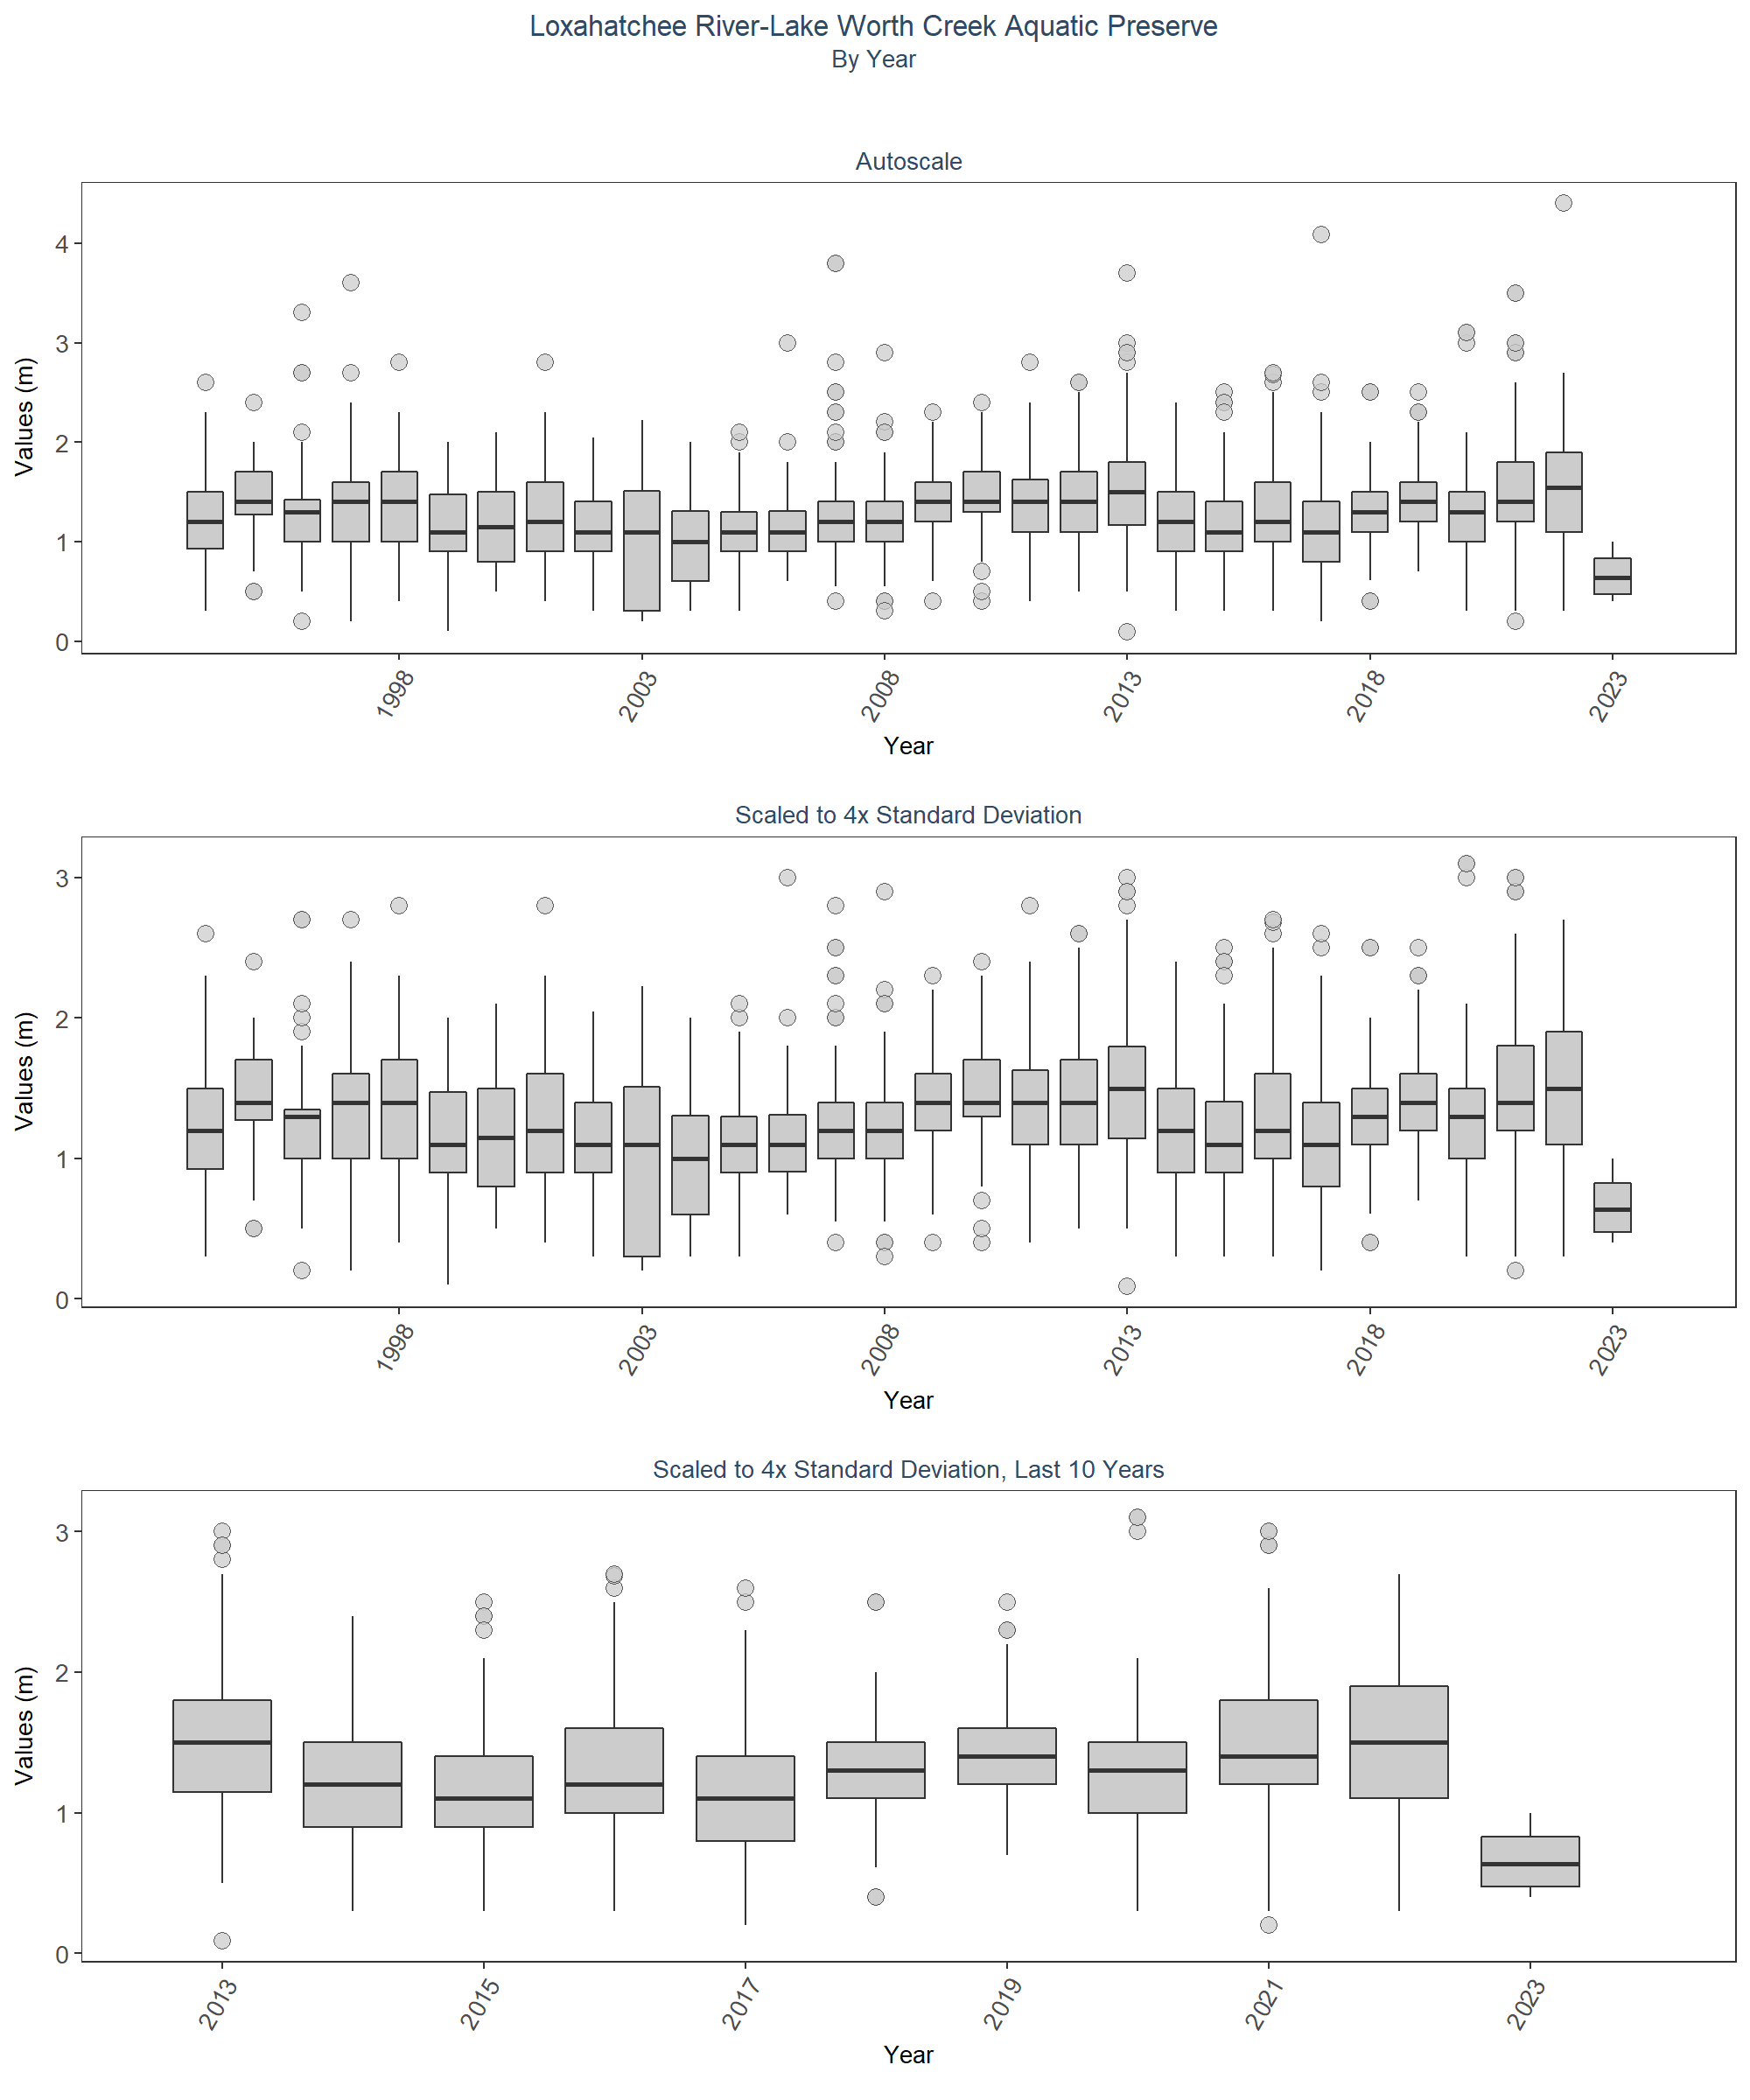 Loxahatchee River-Lake Worth Creek Aquatic Preserve
By Year
Autoscale
Values (m)
4
3
2
1
0
1998
2003
2008
2013
2018
2023
Year
Scaled to 4x Standard Deviation
Values (m)
3
2
1
0
1998
2003
2008
2013
2018
2023
Year
Scaled to 4x Standard Deviation, Last 10 Years
Values (m)
3
2
1
0
2013
2015
2017
2019
2021
2023
Year